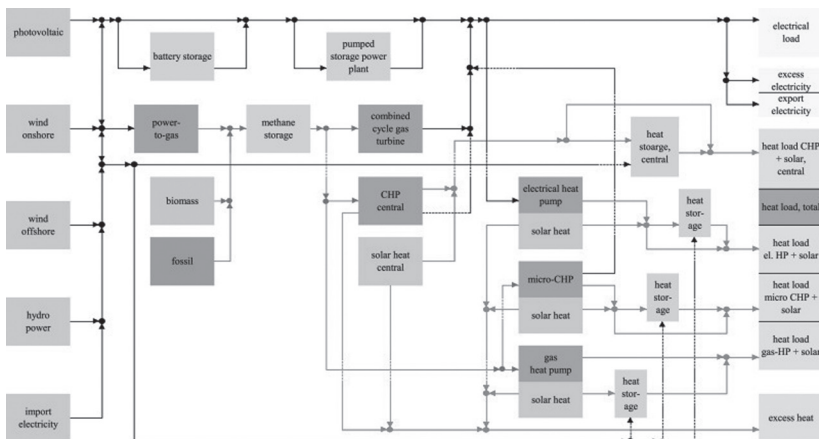 photovoltaic
battery storage
pumped
storage power
plant
electrical
load
excess
electricity
export
electricity
wind
onshore
power-
to-gas
methane
storage
combined
cycle gas
turbine
heat
stoarge,
central
heat load CHP
+ solar,
central
biomass
CHP
central
electrical heat
pump
solar heat
heat
stor-
age
heat load, total
wind
offshore
fossil
solar heat
central
heat load
el. HP + solar
micro-CHP
solar heat
heat
stor-
age
heat load
micro CHP +
solar
hydro
power
gas
heat pump
solar heat
heat
stor-
age
heat load
gas-HP + solar
import
electricity
excess heat